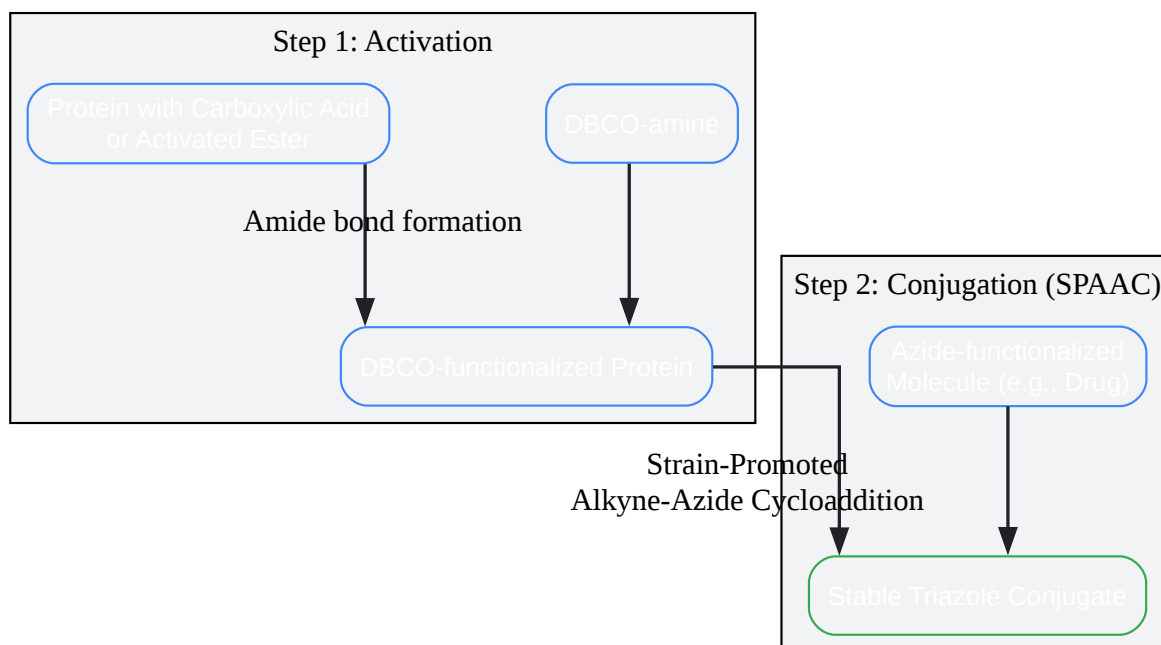 Step 1: Activation
Protein with Carboxylic Acid
or Activated Ester
DBCO-amine
Amide bond formation
DBCO-functionalized Protein
Step 2: Conjugation (SPAAC)
Azide-functionalized
Molecule (e.g., Drug)
Strain-Promoted
Alkyne-Azide Cycloaddition
Stable Triazole Conjugate